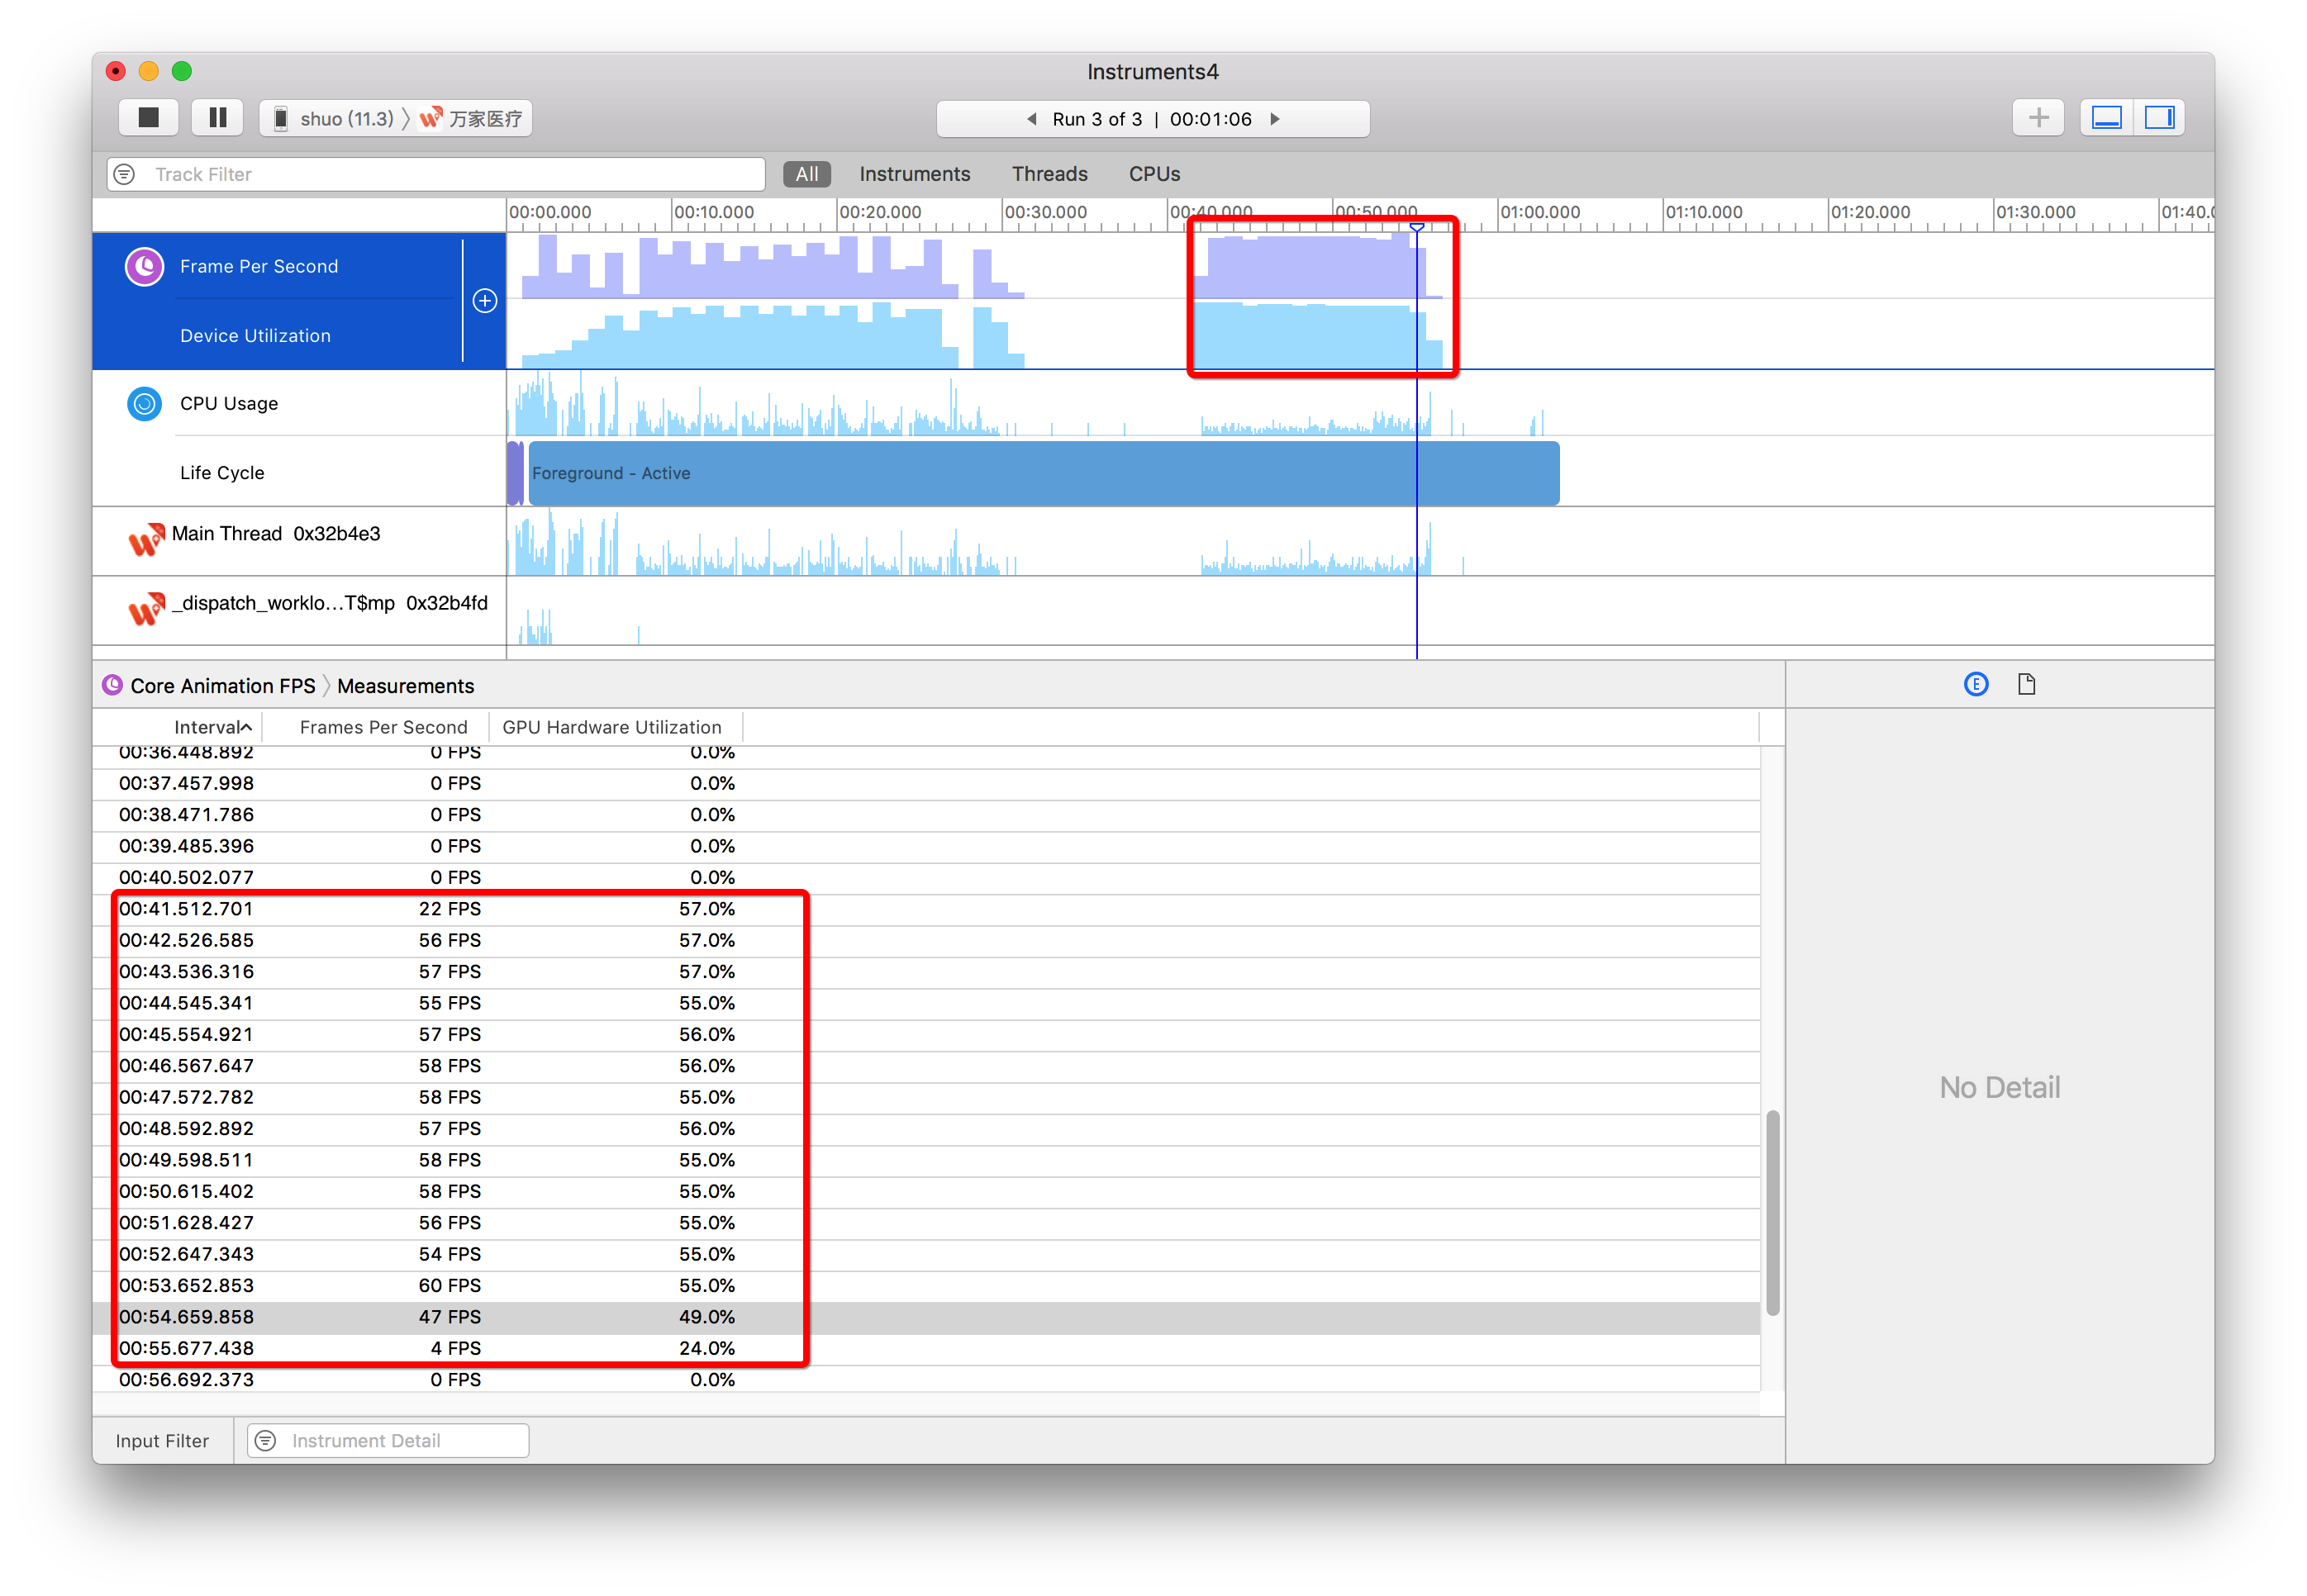 Instruments4
shuo (11.3) 〉 万家医疗
Run 3 of 3 | 00:01:06
Track Filter
All Instruments Threads CPUs
00:00.000 00:10.000 00:20.000 00:30.000 00:40.000 00:50.000 01:00.000 01:10.000 01:20.000 01:30.000 01:40.0
Frame Per Second
Device Utilization
CPU Usage
Life Cycle
Foreground - Active
Main Thread 0x32b4e3
_dispatch_worklo...T$mp 0x32b4fd
Core Animation FPS 〉 Measurements
Interval Frames Per Second GPU Hardware Utilization
00:36.448.892 0 FPS 0.0%
00:37.457.998 0 FPS 0.0%
00:38.471.786 0 FPS 0.0%
00:39.485.396 0 FPS 0.0%
00:40.502.077 0 FPS 0.0%
00:41.512.701 22 FPS 57.0%
00:42.526.585 56 FPS 57.0%
00:43.536.316 57 FPS 57.0%
00:44.545.341 55 FPS 55.0%
00:45.554.921 57 FPS 56.0%
00:46.567.647 58 FPS 56.0%
00:47.572.782 58 FPS 55.0%
00:48.592.892 57 FPS 56.0%
00:49.598.511 58 FPS 55.0%
00:50.615.402 58 FPS 55.0%
00:51.628.427 56 FPS 55.0%
00:52.647.343 54 FPS 55.0%
00:53.652.853 60 FPS 55.0%
00:54.659.858 47 FPS 49.0%
00:55.677.438 4 FPS 24.0%
00:56.692.373 0 FPS 0.0%
E
No Detail
Input Filter Instrument Detail